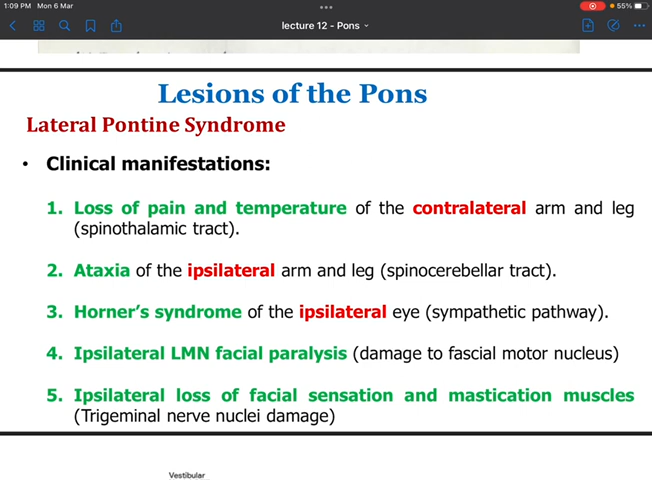 1:09 PM Mon 6 Mar
55%
lecture 12 - Pons
Lesions of the Pons
Lateral Pontine Syndrome
• Clinical manifestations:
1. Loss of pain and temperature of the contralateral arm and leg
(spinothalamic tract).
2. Ataxia of the ipsilateral arm and leg (spinocerebellar tract).
3. Horner's syndrome of the ipsilateral eye (sympathetic pathway).
4. Ipsilateral LMN facial paralysis (damage to fascial motor nucleus)
5. Ipsilateral loss of facial sensation and mastication muscles
(Trigeminal nerve nuclei damage)
Vestibular